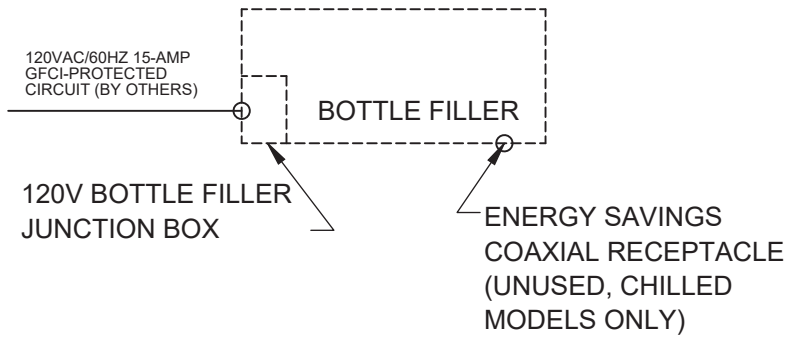 120VAC/60HZ 15-AMP
GFCI-PROTECTED
CIRCUIT (BY OTHERS)
BOTTLE FILLER
120V BOTTLE FILLER
JUNCTION BOX
ENERGY SAVINGS
COAXIAL RECEPTACLE
(UNUSED, CHILLED
MODELS ONLY)